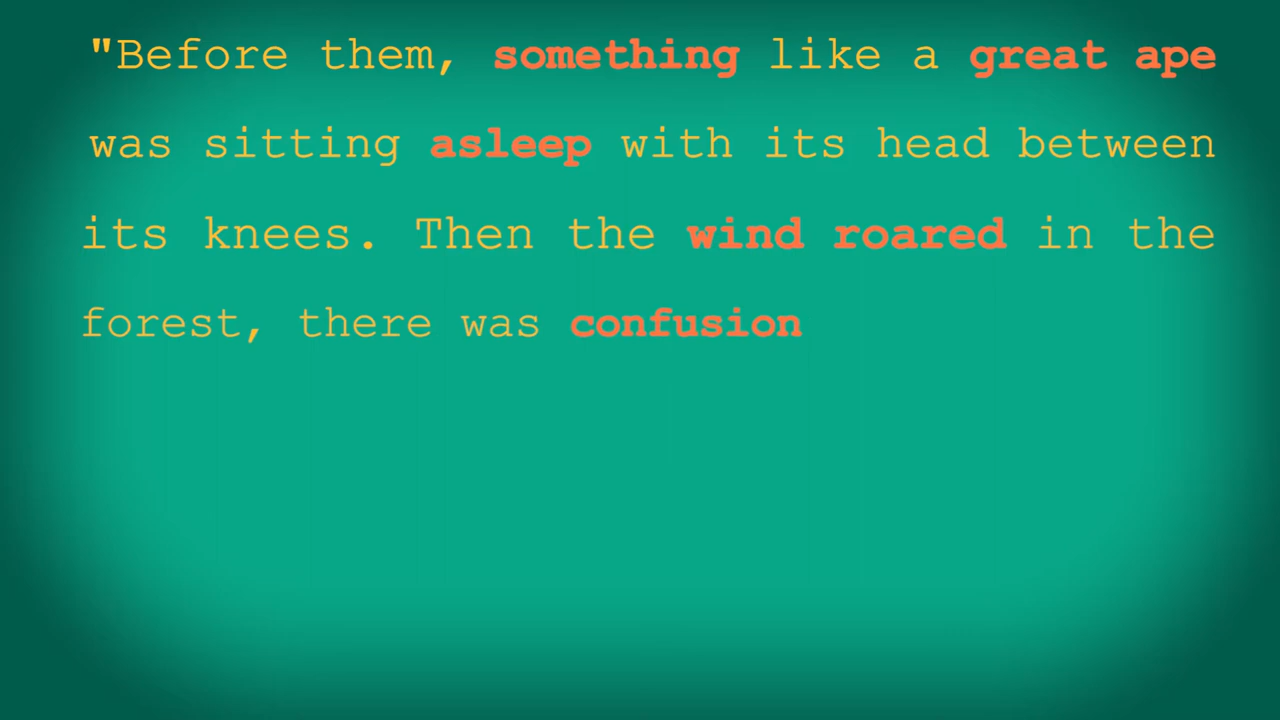 "Before them, something like a great ape
was sitting asleep with its head between
its knees. Then the wind roared in the
forest, there was confusion